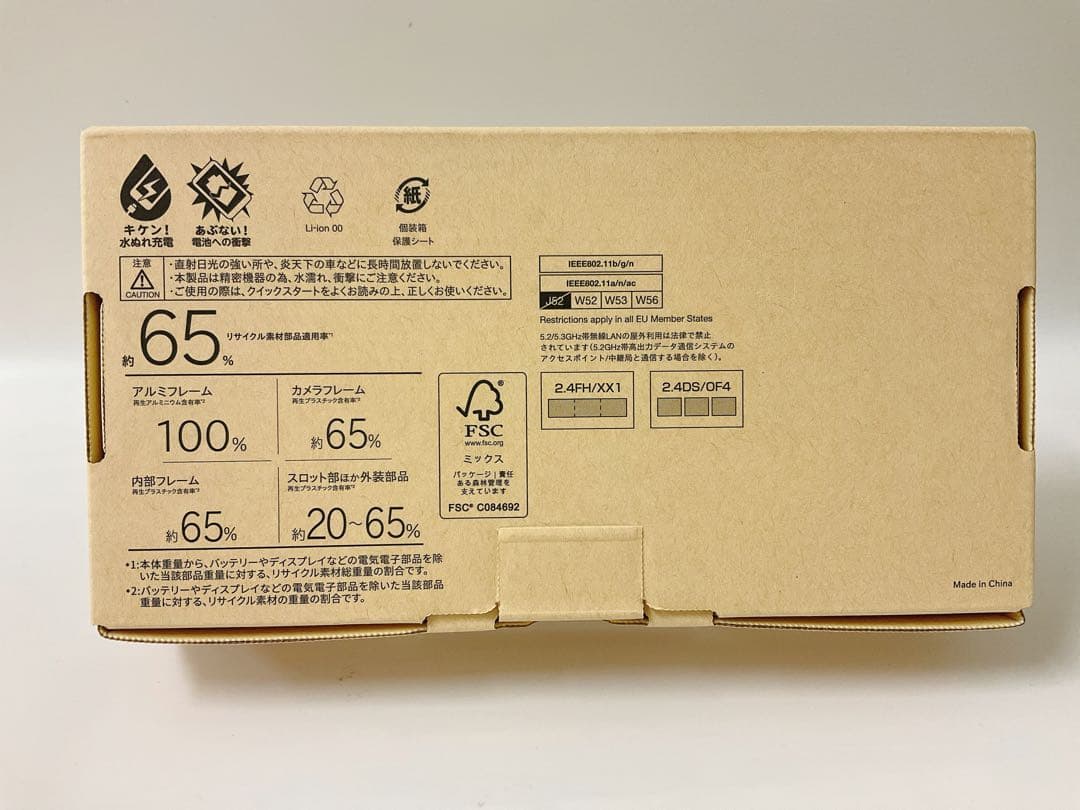 キケン!
水ぬれ充電
あぶない!
電池への衝撃
Li-ion 00
紙
個装箱
保護シート
注意
CAUTION
・直射日光の強い所や、炎天下の車などに長時間放置しないでください。
・本製品は精密機器の為、水濡れ、衝撃にご注意ください。
・ご使用の際は、クイックスタートをよくお読みの上、正しくお使いください。
約65%
リサイクル素材部品適用率*1
アルミフレーム
再生アルミニウム含有率*2
100%
カメラフレーム
再生プラスチック含有率*2
約65%
内部フレーム
再生プラスチック含有率*2
約65%
スロット部ほか外装部品
再生プラスチック含有率*2
約20~65%
*1:本体重量から、バッテリーやディスプレイなどの電気電子部品を除
いた当該部品重量に対する、リサイクル素材総重量の割合です。
*2:バッテリーやディスプレイなどの電気電子部品を除いた当該部品
重量に対する、リサイクル素材の重量の割合です。
FSC
www.fsc.org
ミックス
パッケージ|責任
ある森林管理を
支えています
FSC® C084692
IEEE802.11b/g/n
IEEE802.11a/n/ac
J52 W52 W53 W56
Restrictions apply in all EU Member States
5.2/5.3GHz帯無線LANの屋外利用は法律で禁止
されています(5.2GHz帯高出力データ通信システムの
アクセスポイント/中継局と通信する場合を除く)。
2.4FH/XX1
2.4DS/OF4
Made in China